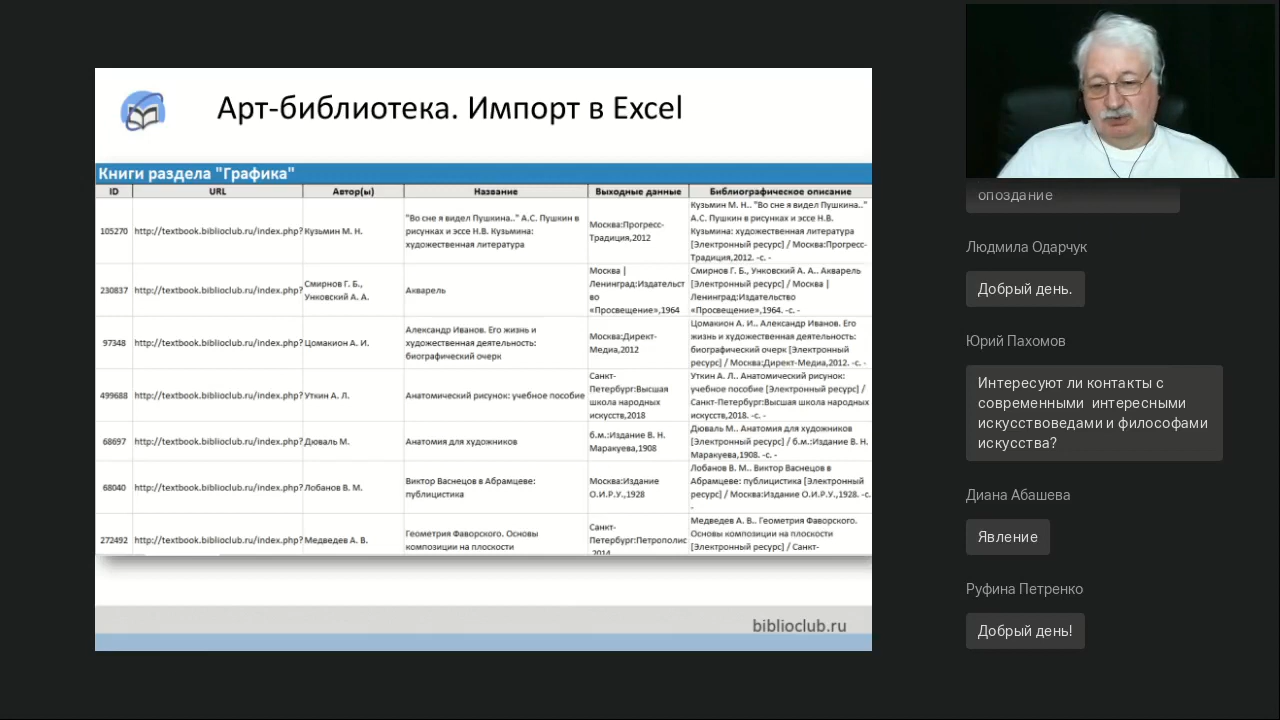 Арт-библиотека. Импорт в Excel
Книги раздела "Графика"
ID URL Автор(ы) Название Выходные данные Библиографическое описание
105270 http://textbook.biblioclub.ru/index.php? Кузьмин М. Н.
"Во сне я видел Пушкина.." А.С. Пушкин в
рисунках и эссе Н.В. Кузьмина:
художественная литература
Москва:Прогресс-
Традиция,2012
Кузьмин М. Н.. "Во сне я видел Пушкина.."
А.С. Пушкин в рисунках и эссе Н.В.
Кузьмина: художественная литература
[Электронный ресурс] / Москва:Прогресс-
Традиция,2012. -с. -
230837 http://textbook.biblioclub.ru/index.php?
Смирнов Г. Б.,
Унковский А. А.
Акварель
Москва |
Ленинград:Издательст
во
«Просвещение»,1964
Смирнов Г. Б., Унковский А. А.. Акварель
[Электронный ресурс] / Москва |
Ленинград:Издательство
«Просвещение»,1964. -с. -
97348 http://textbook.biblioclub.ru/index.php? Цомакион А. И.
Александр Иванов. Его жизнь и
художественная деятельность:
биографический очерк
Москва:Директ-
Медиа,2012
Цомакион А. И.. Александр Иванов. Его
жизнь и художественная деятельность:
биографический очерк [Электронный
ресурс] / Москва:Директ-Медиа,2012. -с. -
499688 http://textbook.biblioclub.ru/index.php? Уткин А. Л.
Анатомический рисунок: учебное пособие
Санкт-
Петербург:Высшая
школа народных
искусств,2018
Уткин А. Л.. Анатомический рисунок:
учебное пособие [Электронный ресурс] /
Санкт-Петербург:Высшая школа народных
искусств,2018. -с. -
68697 http://textbook.biblioclub.ru/index.php? Дюваль М.
Анатомия для художников
б.м.:Издание В. Н.
Маракуева,1908
Дюваль М.. Анатомия для художников
[Электронный ресурс] / б.м.:Издание В. Н.
Маракуева,1908. -с. -
68040 http://textbook.biblioclub.ru/index.php? Лобанов В. М.
Виктор Васнецов в Абрамцеве:
публицистика
Москва:Издание
О.И.Р.У.,1928
Лобанов В. М.. Виктор Васнецов в
Абрамцеве: публицистика [Электронный
ресурс] / Москва:Издание О.И.Р.У.,1928. -с.
-
272492 http://textbook.biblioclub.ru/index.php? Медведев А. В.
Геометрия Фаворского. Основы
композиции на плоскости
Санкт-
Петербург:Петрополис
,2014
Медведев А. В.. Геометрия Фаворского.
Основы композиции на плоскости
[Электронный ресурс] / Санкт-
biblioclub.ru
опоздание
Людмила Одарчук
Добрый день.
Юрий Пахомов
Интересуют ли контакты с
современными интересными
искусствоведами и философами
искусства?
Диана Абашева
Явление
Руфина Петренко
Добрый день!